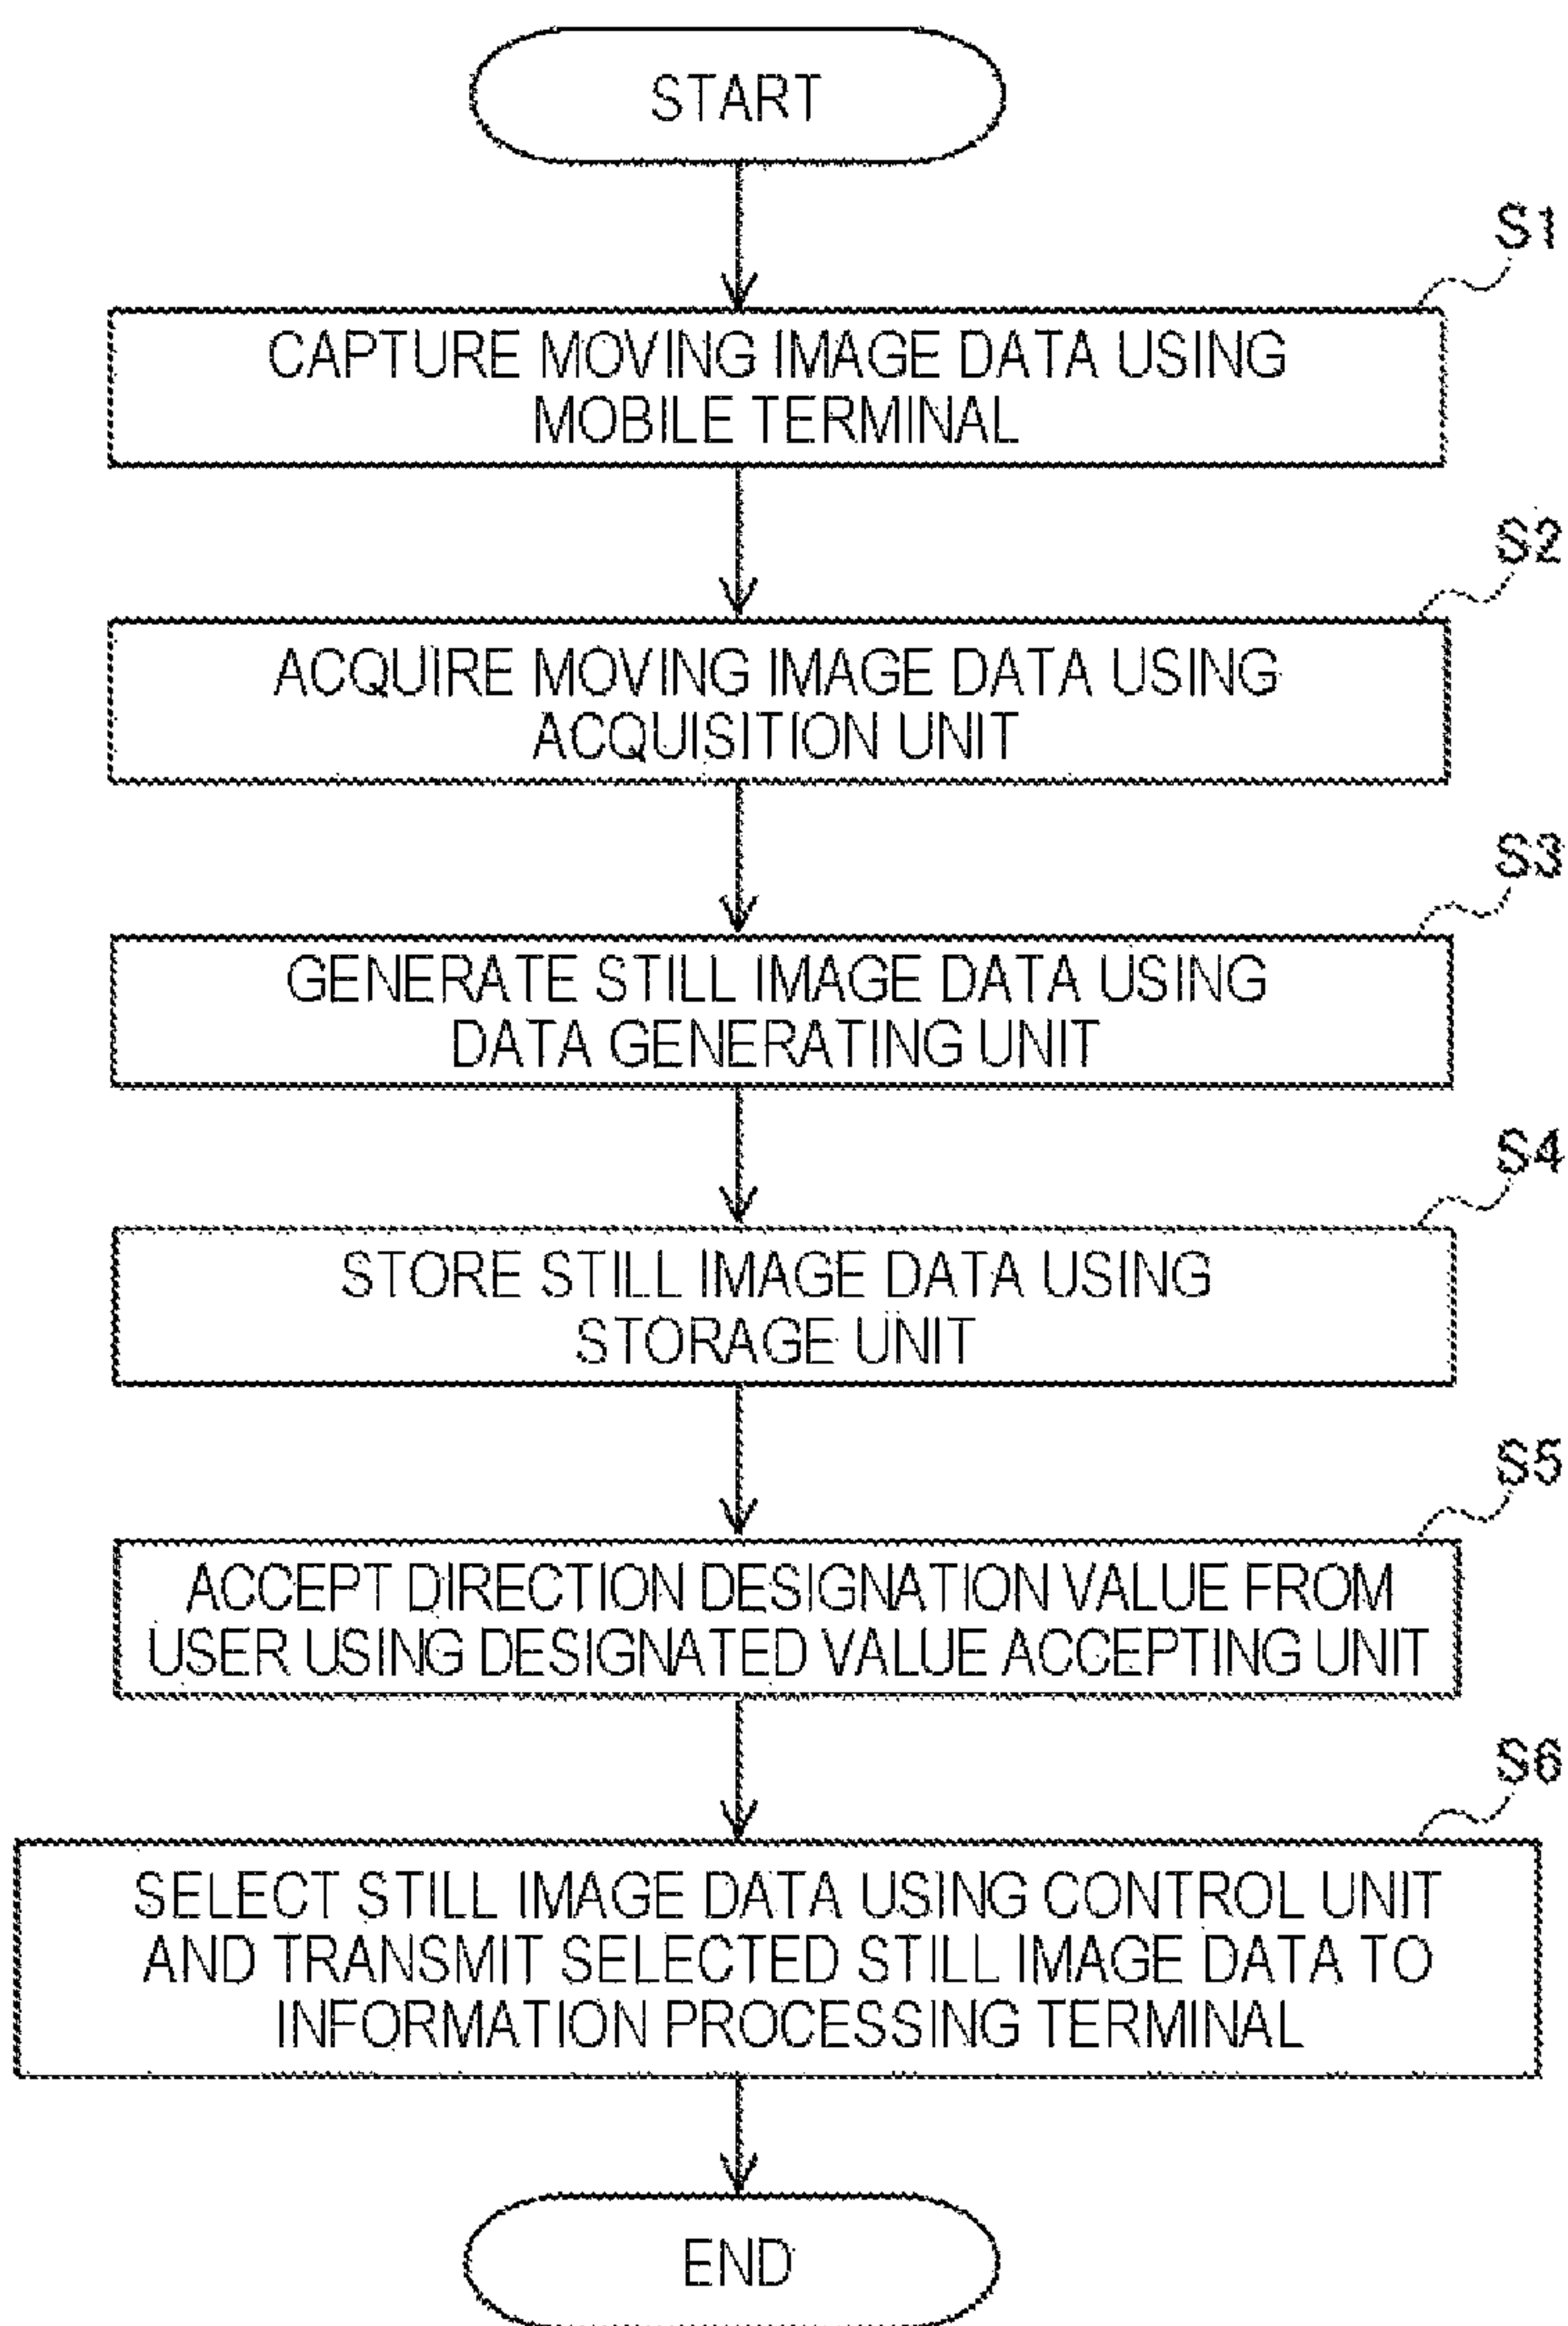 START
S1
CAPTURE MOVING IMAGE DATA USING
MOBILE TERMINAL
S2
ACQUIRE MOVING IMAGE DATA USING
ACQUISITION UNIT
S3
GENERATE STILL IMAGE DATA USING
DATA GENERATING UNIT
S4
STORE STILL IMAGE DATA USING
STORAGE UNIT
S5
ACCEPT DIRECTION DESIGNATION VALUE FROM
USER USING DESIGNATED VALUE ACCEPTING UNIT
S6
SELECT STILL IMAGE DATA USING CONTROL UNIT
AND TRANSMIT SELECTED STILL IMAGE DATA TO
INFORMATION PROCESSING TERMINAL
END